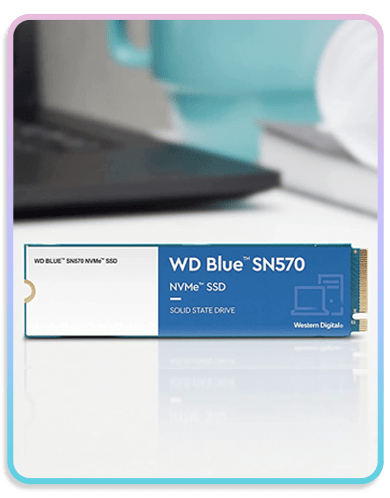 WD BLUE™ SN570 NVMe™ SSD
WD Blue™ SN570
NVMe™ SSD
SOLID STATE DRIVE
Western Digital®